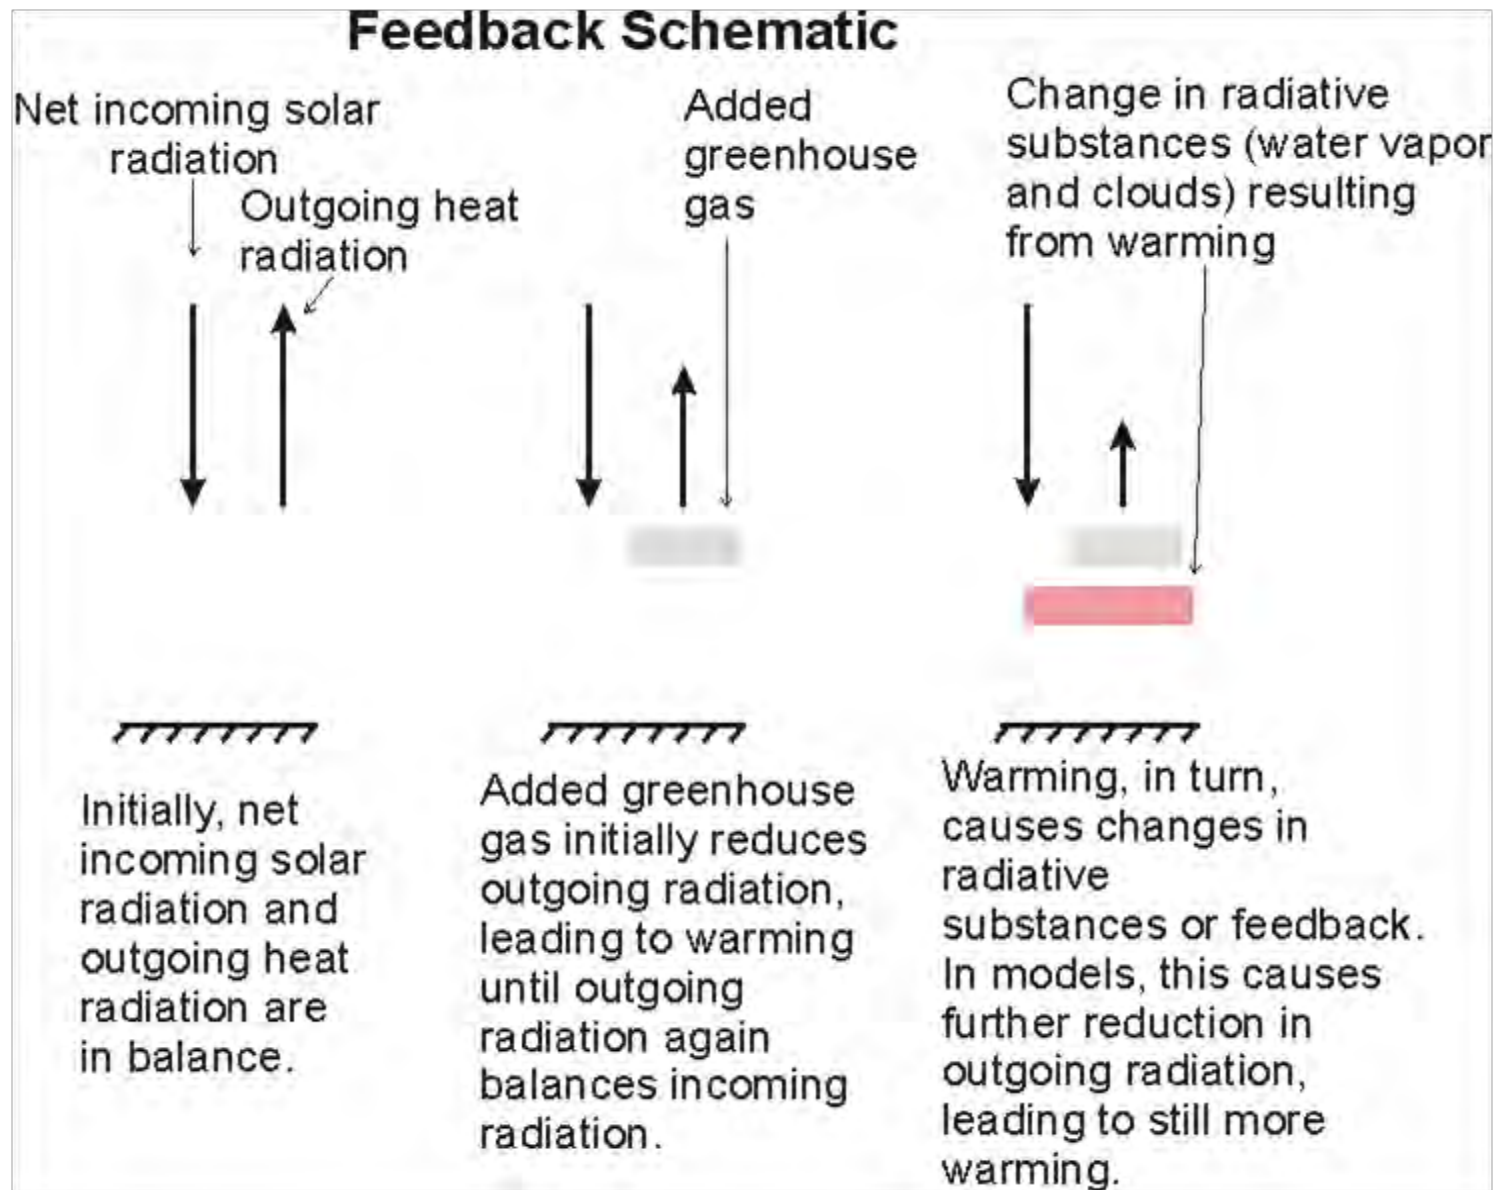 Feedback Schematic
Net incoming solar
radiation
Outgoing heat
radiation
Added
greenhouse
gas
Change in radiative
substances (water vapor
and clouds) resulting
from warming
Initially, net
incoming solar
radiation and
outgoing heat
radiation are
in balance.
Added greenhouse
gas initially reduces
outgoing radiation,
leading to warming
until outgoing
radiation again
balances incoming
radiation.
Warming, in turn,
causes changes in
radiative
substances or feedback.
In models, this causes
further reduction in
outgoing radiation,
leading to still more
warming.